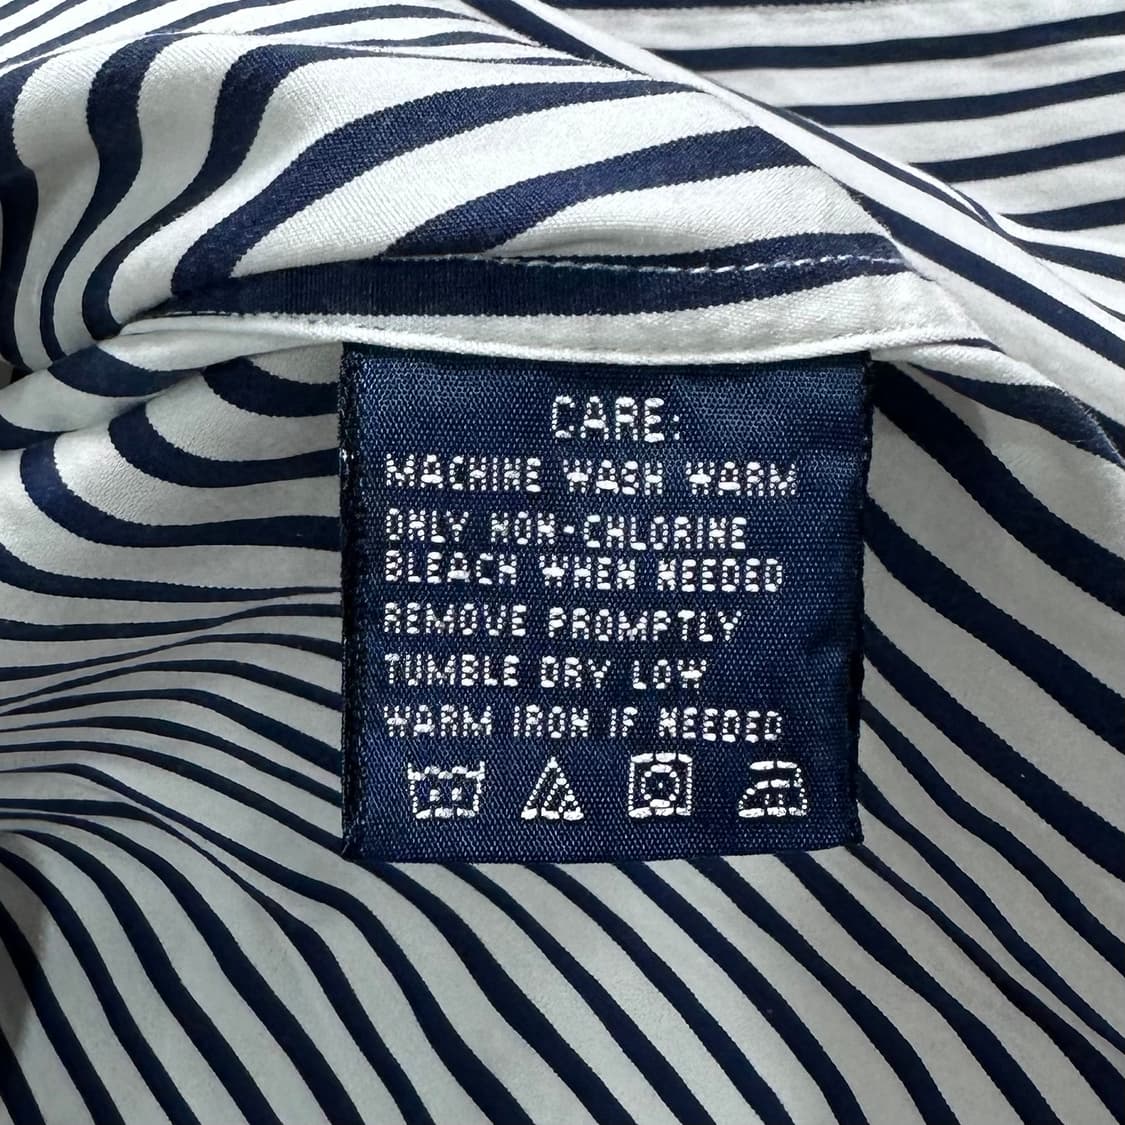 CARE:
MACHINE WASH WARM
ONLY NON-CHLORINE
BLEACH WHEN NEEDED
REMOVE PROMPTLY
TUMBLE DRY LOW
WARM IRON IF NEEDED